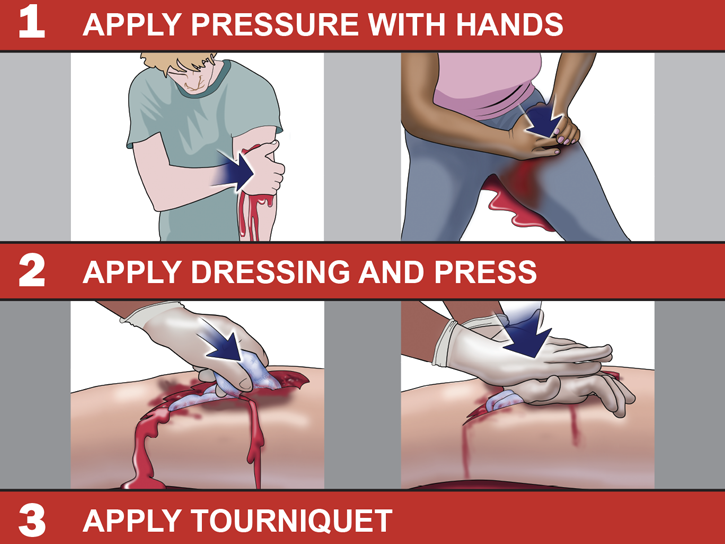 1 APPLY PRESSURE WITH HANDS
2 APPLY DRESSING AND PRESS
3 APPLY TOURNIQUET